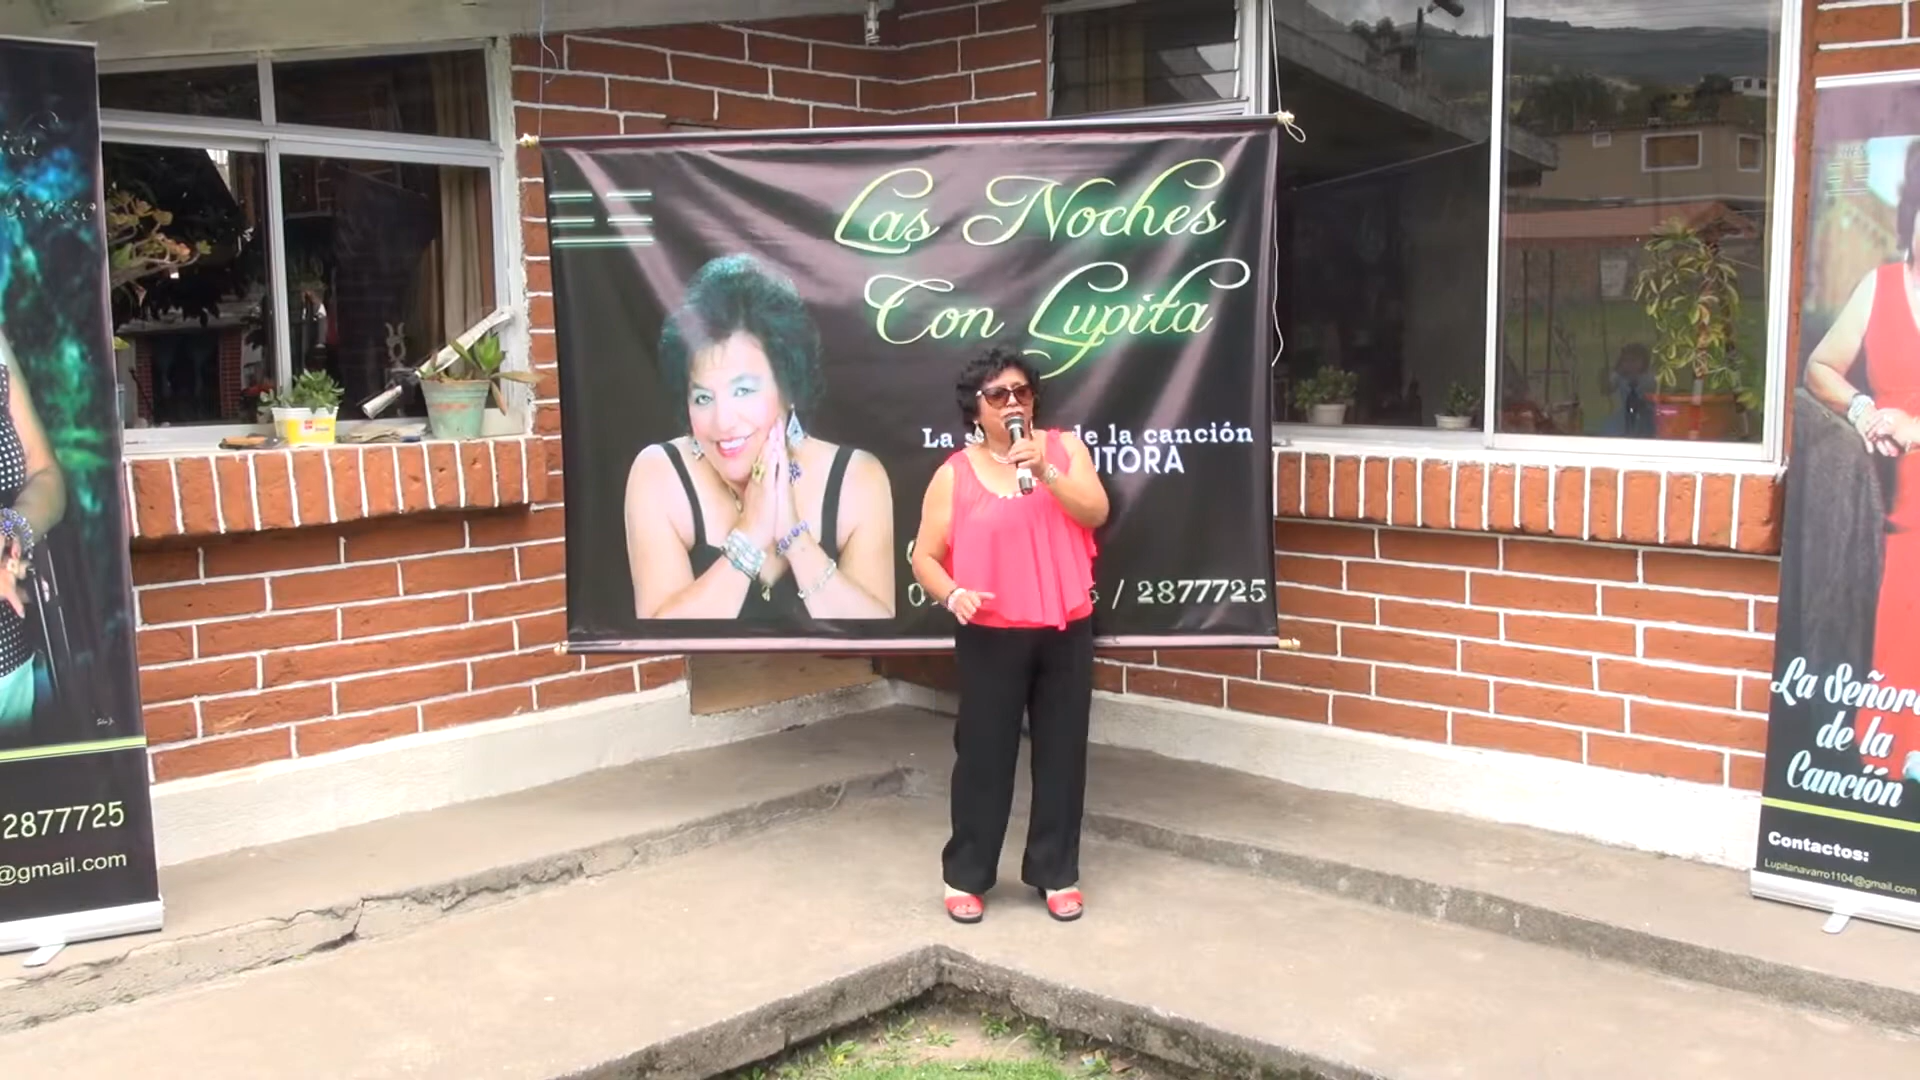 Las Noches
Con Lupita
La de la canción
/ 2877725
2877725
@gmail.com
La Señora
de la
Canción
Contactos:
Lupitanavarro1104@gmail.com